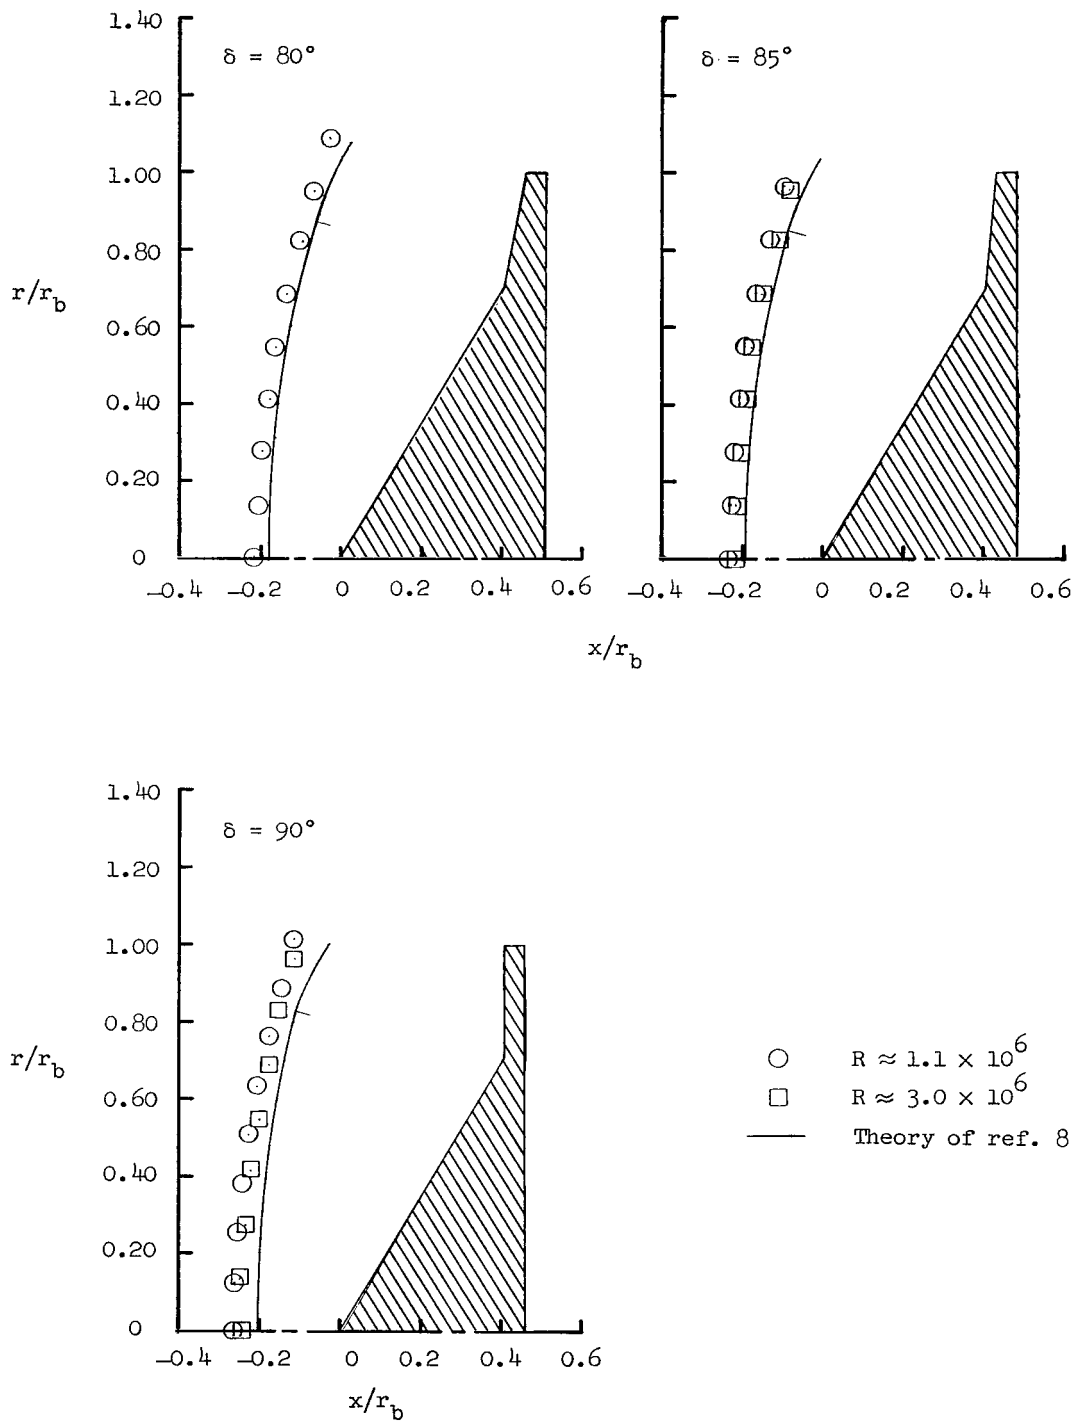 1.40
δ = 80°
δ = 85°
1.20
1.00
0.80
r/r_b
0.60
0.40
0.20
0
−0.4 −0.2 0 0.2 0.4 0.6
−0.4 −0.2 0 0.2 0.4 0.6
x/r_b
1.40
δ = 90°
1.20
1.00
0.80
r/r_b
0.60
0.40
0.20
0
−0.4 −0.2 0 0.2 0.4 0.6
x/r_b
R ≈ 1.1 × 10^6
R ≈ 3.0 × 10^6
Theory of ref. 8